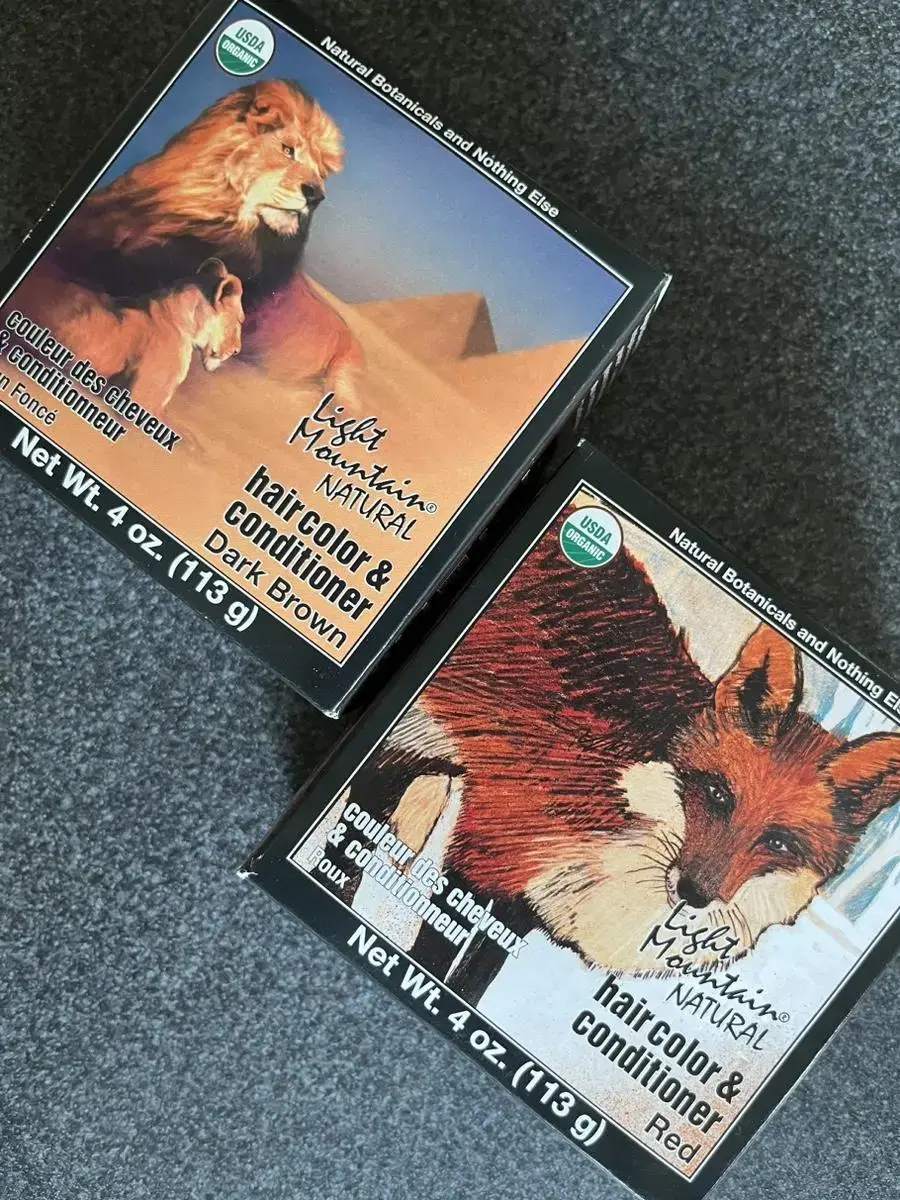 USDA
ORGANIC
Natural Botanicals and Nothing Else
couleur des cheveux
& conditionneur
Foncé
Light
Mountain®
NATURAL
hair color &
conditioner
Dark Brown
Net Wt. 4 oz. (113 g)
USDA
ORGANIC
Natural Botanicals and Nothing
couleur des cheveux
& conditionneur
Roux
Light
Mountain®
NATURAL
hair color &
conditioner
Red
Net Wt. 4 oz. (113 g)